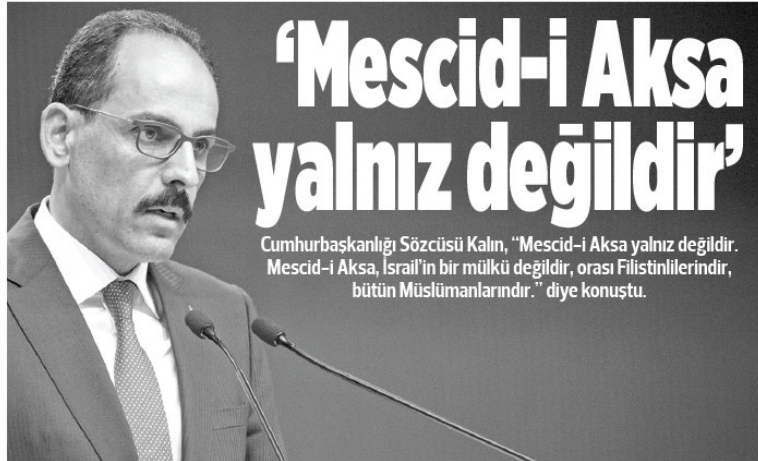 ‘Mescid-i Aksa
yalnız değildir’
Cumhurbaşkanlığı Sözcüsü Kalın, “Mescid-i Aksa yalnız değildir.
Mescid-i Aksa, İsrail’in bir mülkü değildir, orası Filistinlilerindir,
bütün Müslümanlarındır.” diye konuştu.